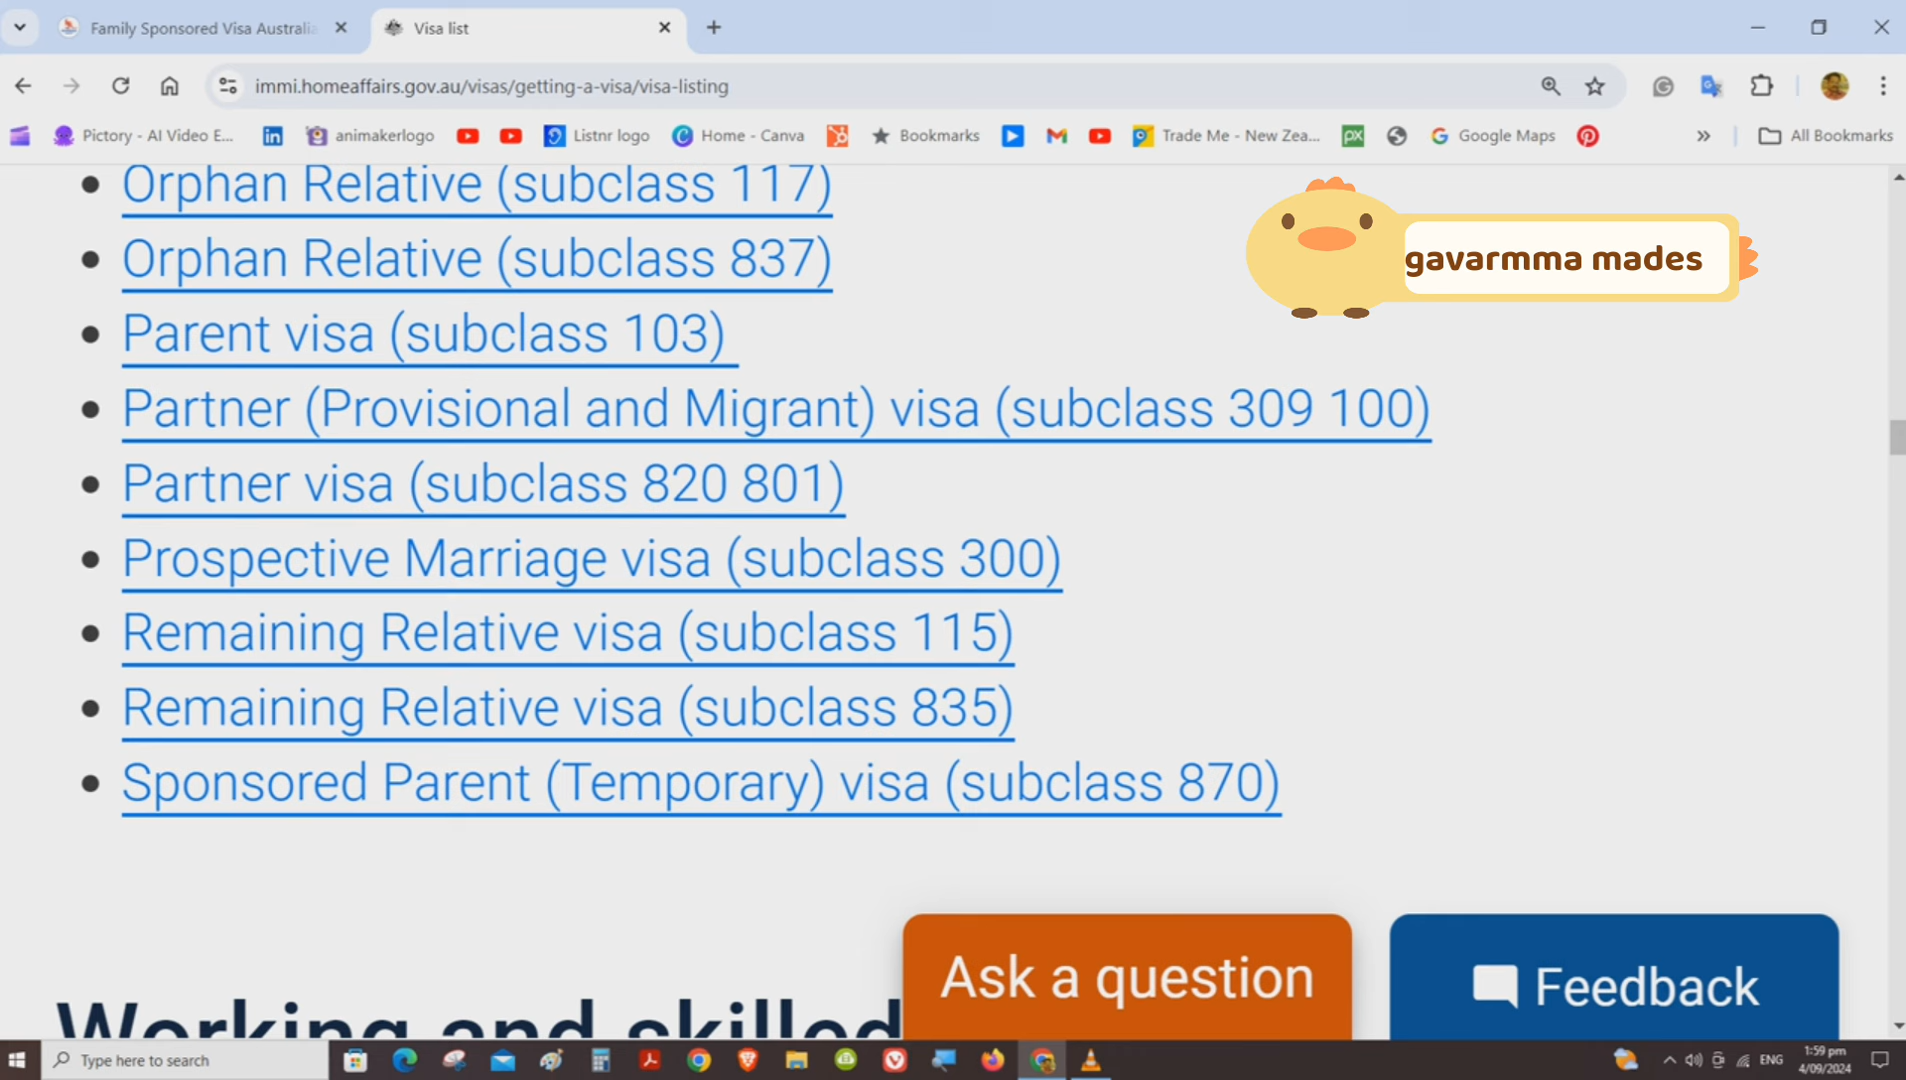 Family Sponsored Visa Australia
Visa list
immi.homeaffairs.gov.au/visas/getting-a-visa/visa-listing
Pictory - AI Video E...
animakerlogo
Listnr logo
Home - Canva
Bookmarks
Trade Me - New Zea...
Google Maps
All Bookmarks
Orphan Relative (subclass 117)
gavarmma mades
Orphan Relative (subclass 837)
Parent visa (subclass 103)
Partner (Provisional and Migrant) visa (subclass 309 100)
Partner visa (subclass 820 801)
Prospective Marriage visa (subclass 300)
Remaining Relative visa (subclass 115)
Remaining Relative visa (subclass 835)
Sponsored Parent (Temporary) visa (subclass 870)
Ask a question
Feedback
Working and skilled
Type here to search
ENG
1:59 pm
4/09/2024